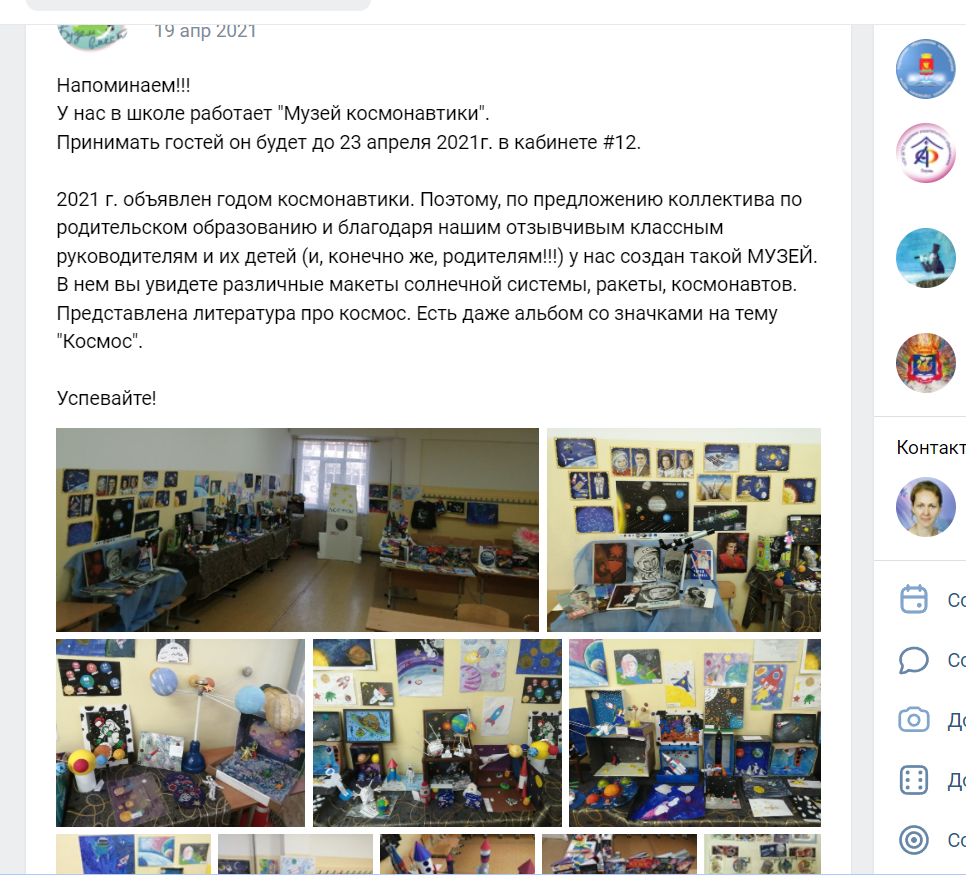 19 апр 2021
Напоминаем!!!
У нас в школе работает "Музей космонавтики".
Принимать гостей он будет до 23 апреля 2021г. в кабинете #12.
2021 г. объявлен годом космонавтики. Поэтому, по предложению коллектива по
родительском образованию и благодаря нашим отзывчивым классным
руководителям и их детей (и, конечно же, родителям!!!) у нас создан такой МУЗЕЙ.
В нем вы увидете различные макеты солнечной системы, ракеты, космонавтов.
Представлена литература про космос. Есть даже альбом со значками на тему
"Космос".
Успевайте!
Контакт
Со
Со
До
До
Со